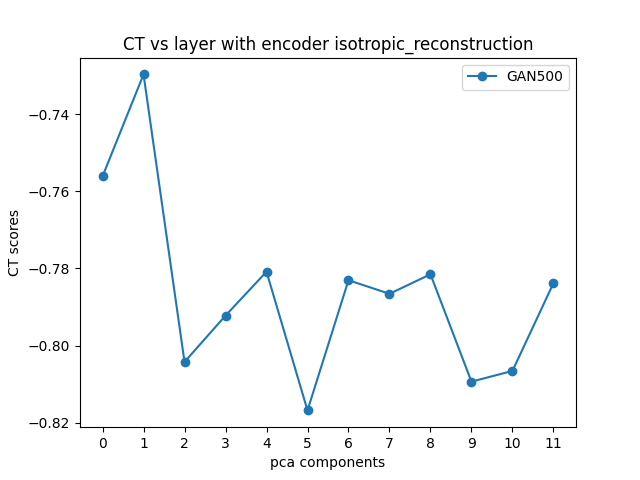 CT vs layer with encoder isotropic_reconstruction
GAN500
CT scores
−0.74
−0.76
−0.78
−0.80
−0.82
0 1 2 3 4 5 6 7 8 9 10 11
pca components